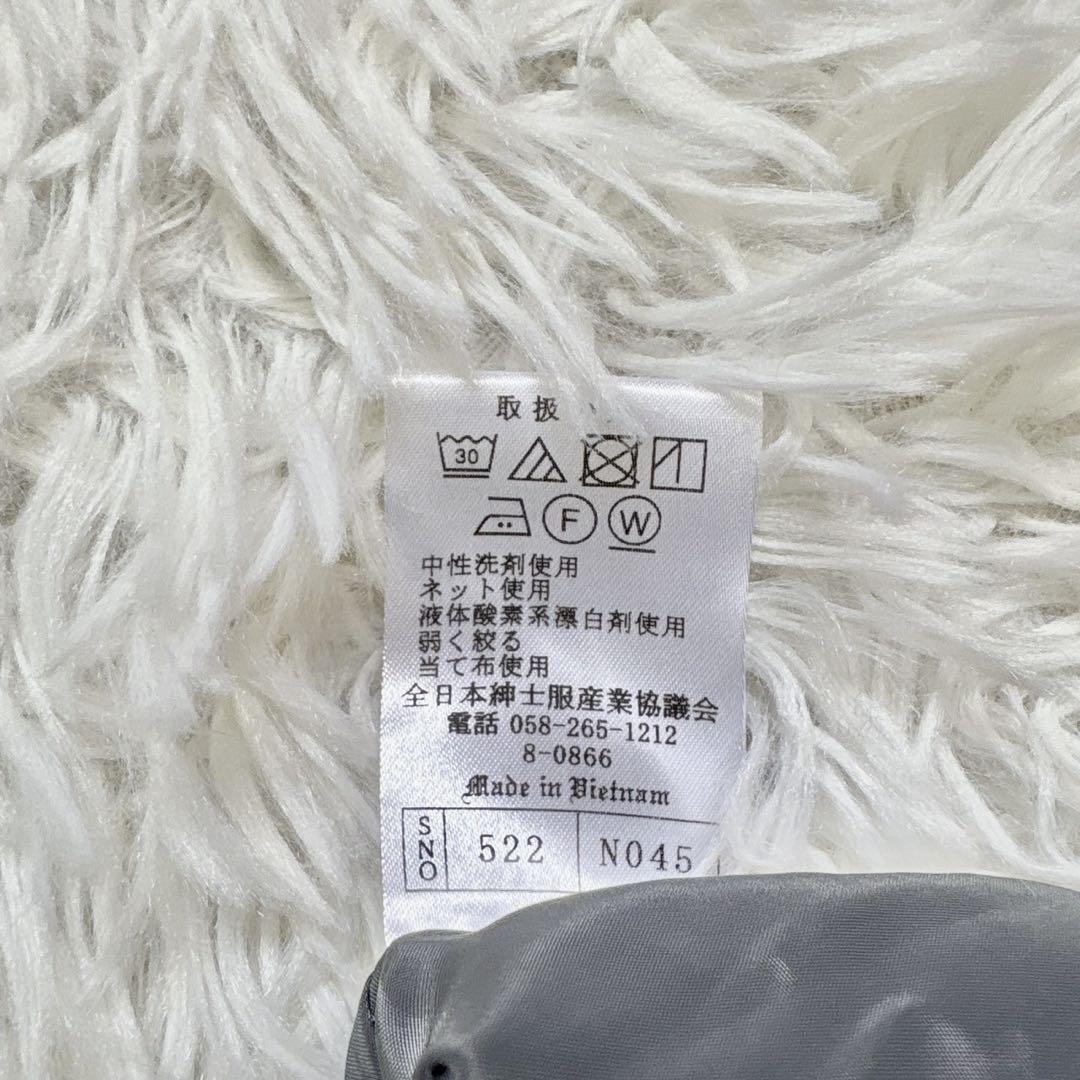 取扱
30
F W
中性洗剤使用
ネット使用
液体酸素系漂白剤使用
弱く絞る
当て布使用
全日本紳士服産業協議会
電話 058-265-1212
8-0866
Made in Vietnam
SNO 522 N045